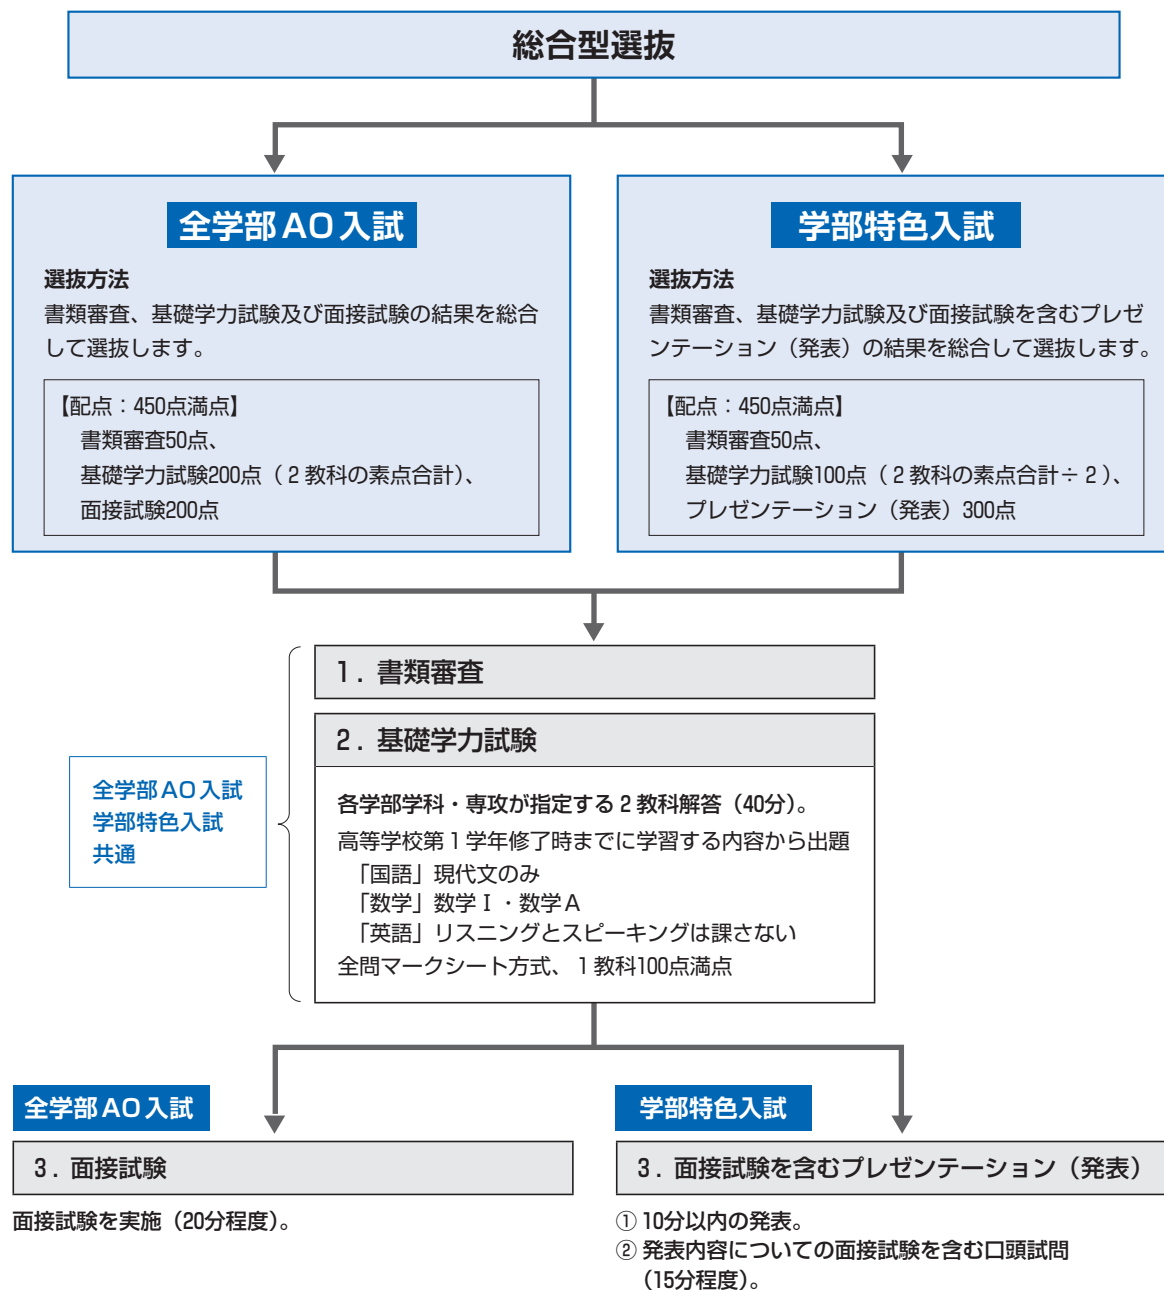 総合型選抜
全学部AO入試
選抜方法
書類審査、基礎学力試験及び面接試験の結果を総合
して選抜します。
【配点：450点満点】
書類審査50点、
基礎学力試験200点（2教科の素点合計）、
面接試験200点
学部特色入試
選抜方法
書類審査、基礎学力試験及び面接試験を含むプレゼ
ンテーション（発表）の結果を総合して選抜します。
【配点：450点満点】
書類審査50点、
基礎学力試験100点（2教科の素点合計÷2）、
プレゼンテーション（発表）300点
全学部AO入試
学部特色入試
共通
1. 書類審査
2. 基礎学力試験
各学部学科・専攻が指定する2教科解答（40分）。
高等学校第1学年修了時までに学習する内容から出題
「国語」現代文のみ
「数学」数学Ⅰ・数学A
「英語」リスニングとスピーキングは課さない
全問マークシート方式、1教科100点満点
全学部AO入試
3. 面接試験
面接試験を実施（20分程度）。
学部特色入試
3. 面接試験を含むプレゼンテーション（発表）
① 10分以内の発表。
② 発表内容についての面接試験を含む口頭試問
（15分程度）。